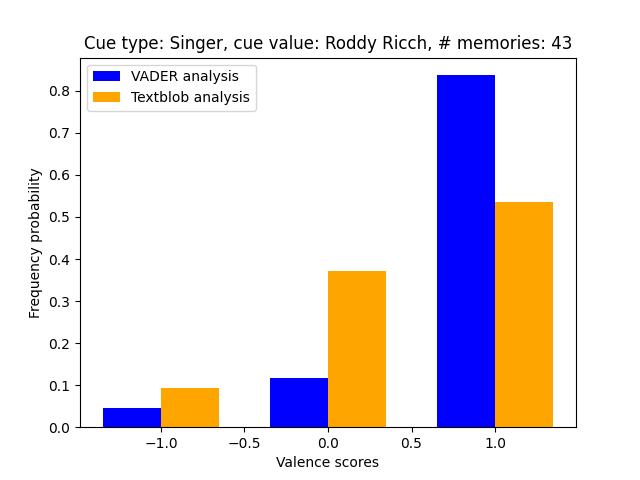 Cue type: Singer, cue value: Roddy Ricch, # memories: 43
VADER analysis
Textblob analysis
Frequency probability
0.8
0.7
0.6
0.5
0.4
0.3
0.2
0.1
0.0
−1.0 −0.5 0.0 0.5 1.0
Valence scores